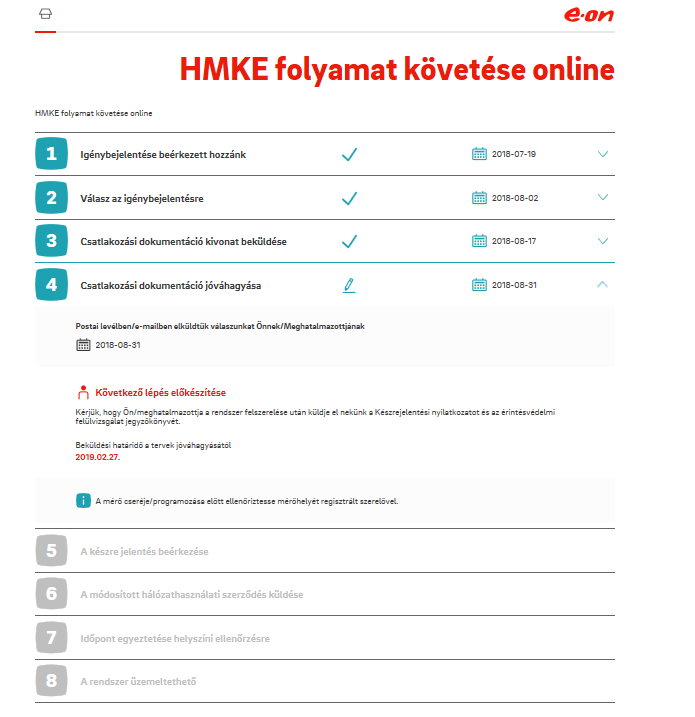 e·on
HMKE folyamat követése online
HMKE folyamat követése online
1 Igénybejelentése beérkezett hozzánk 2018-07-19
2 Válasz az igénybejelentésre 2018-08-02
3 Csatlakozási dokumentáció kivonat beküldése 2018-08-17
4 Csatlakozási dokumentáció jóváhagyása 2018-08-31
Postai levélben/e-mailben elküldtük válaszunkat Önnek/Meghatalmazottjának
2018-08-31
Következő lépés előkészítése
Kérjük, hogy Ön/meghatalmazottja a rendszer felszerelése után küldje el nekünk a Készrejelentési nyilatkozatot és az érintésvédelmi
felülvizsgálat jegyzőkönyvét.
Beküldési határidő a tervek jóváhagyásától
2019.02.27.
A mérő cseréje/programozása előtt ellenőriztesse mérőhelyét regisztrált szerelővel.
5 A készre jelentés beérkezése
6 A módosított hálózathasználati szerződés küldése
7 Időpont egyeztetése helyszíni ellenőrzésre
8 A rendszer üzemeltethető